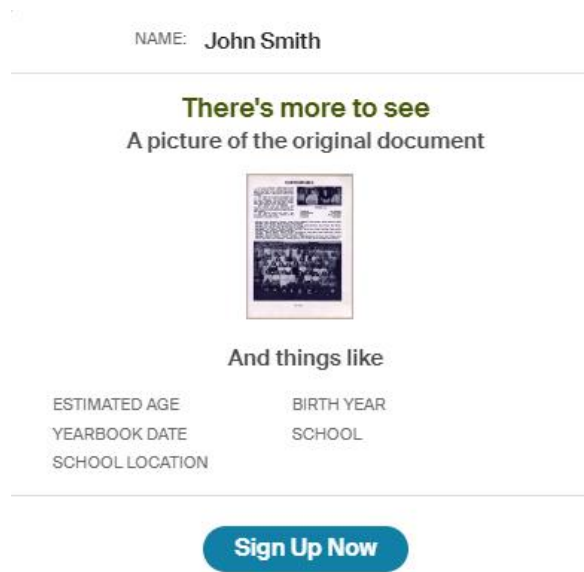 NAME: John Smith
There's more to see
A picture of the original document
And things like
ESTIMATED AGE BIRTH YEAR
YEARBOOK DATE SCHOOL
SCHOOL LOCATION
Sign Up Now